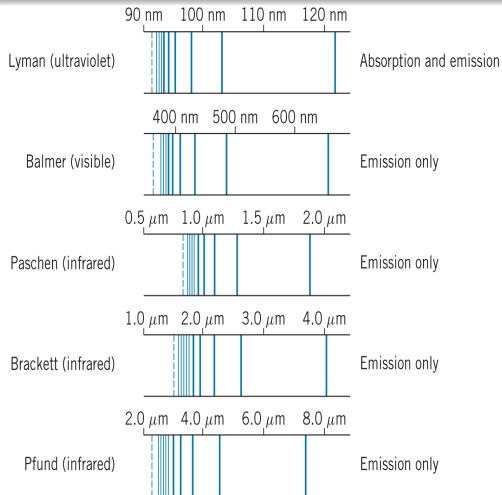 90 nm 100 nm 110 nm 120 nm
Lyman (ultraviolet) Absorption and emission
400 nm 500 nm 600 nm
Balmer (visible) Emission only
0.5 μm 1.0 μm 1.5 μm 2.0 μm
Paschen (infrared) Emission only
1.0 μm 2.0 μm 3.0 μm 4.0 μm
Brackett (infrared) Emission only
2.0 μm 4.0 μm 6.0 μm 8.0 μm
Pfund (infrared) Emission only